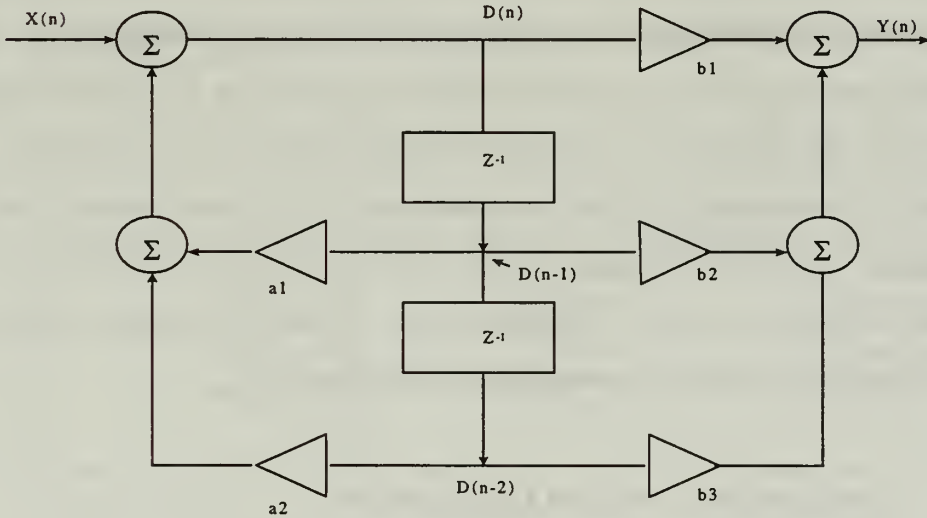 X(n)
D(n)
Y(n)
Σ
Σ
b1
Z-1
Σ
Σ
a1
D(n-1)
b2
Z-1
a2
D(n-2)
b3